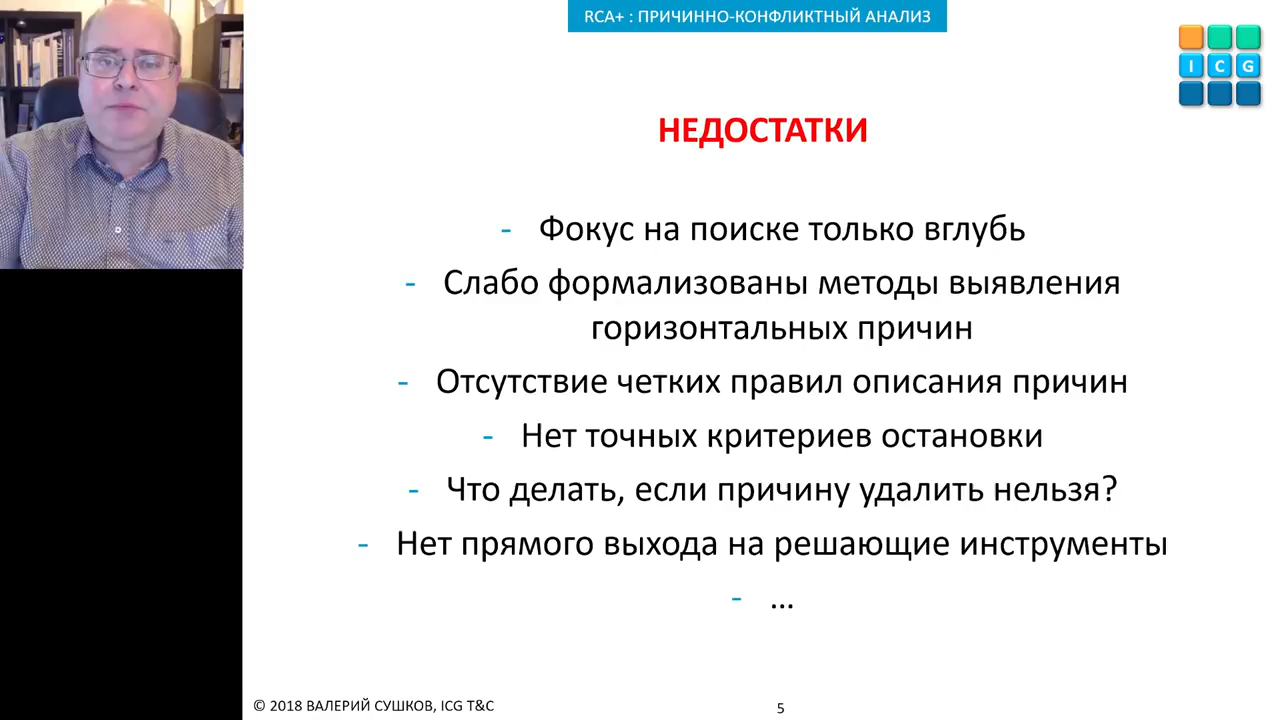 RCA+ : ПРИЧИННО-КОНФЛИКТНЫЙ АНАЛИЗ
I C G
НЕДОСТАТКИ
- Фокус на поиске только вглубь
- Слабо формализованы методы выявления
горизонтальных причин
- Отсутствие четких правил описания причин
- Нет точных критериев остановки
- Что делать, если причину удалить нельзя?
- Нет прямого выхода на решающие инструменты
- ...
© 2018 ВАЛЕРИЙ СУШКОВ, ICG T&C
5